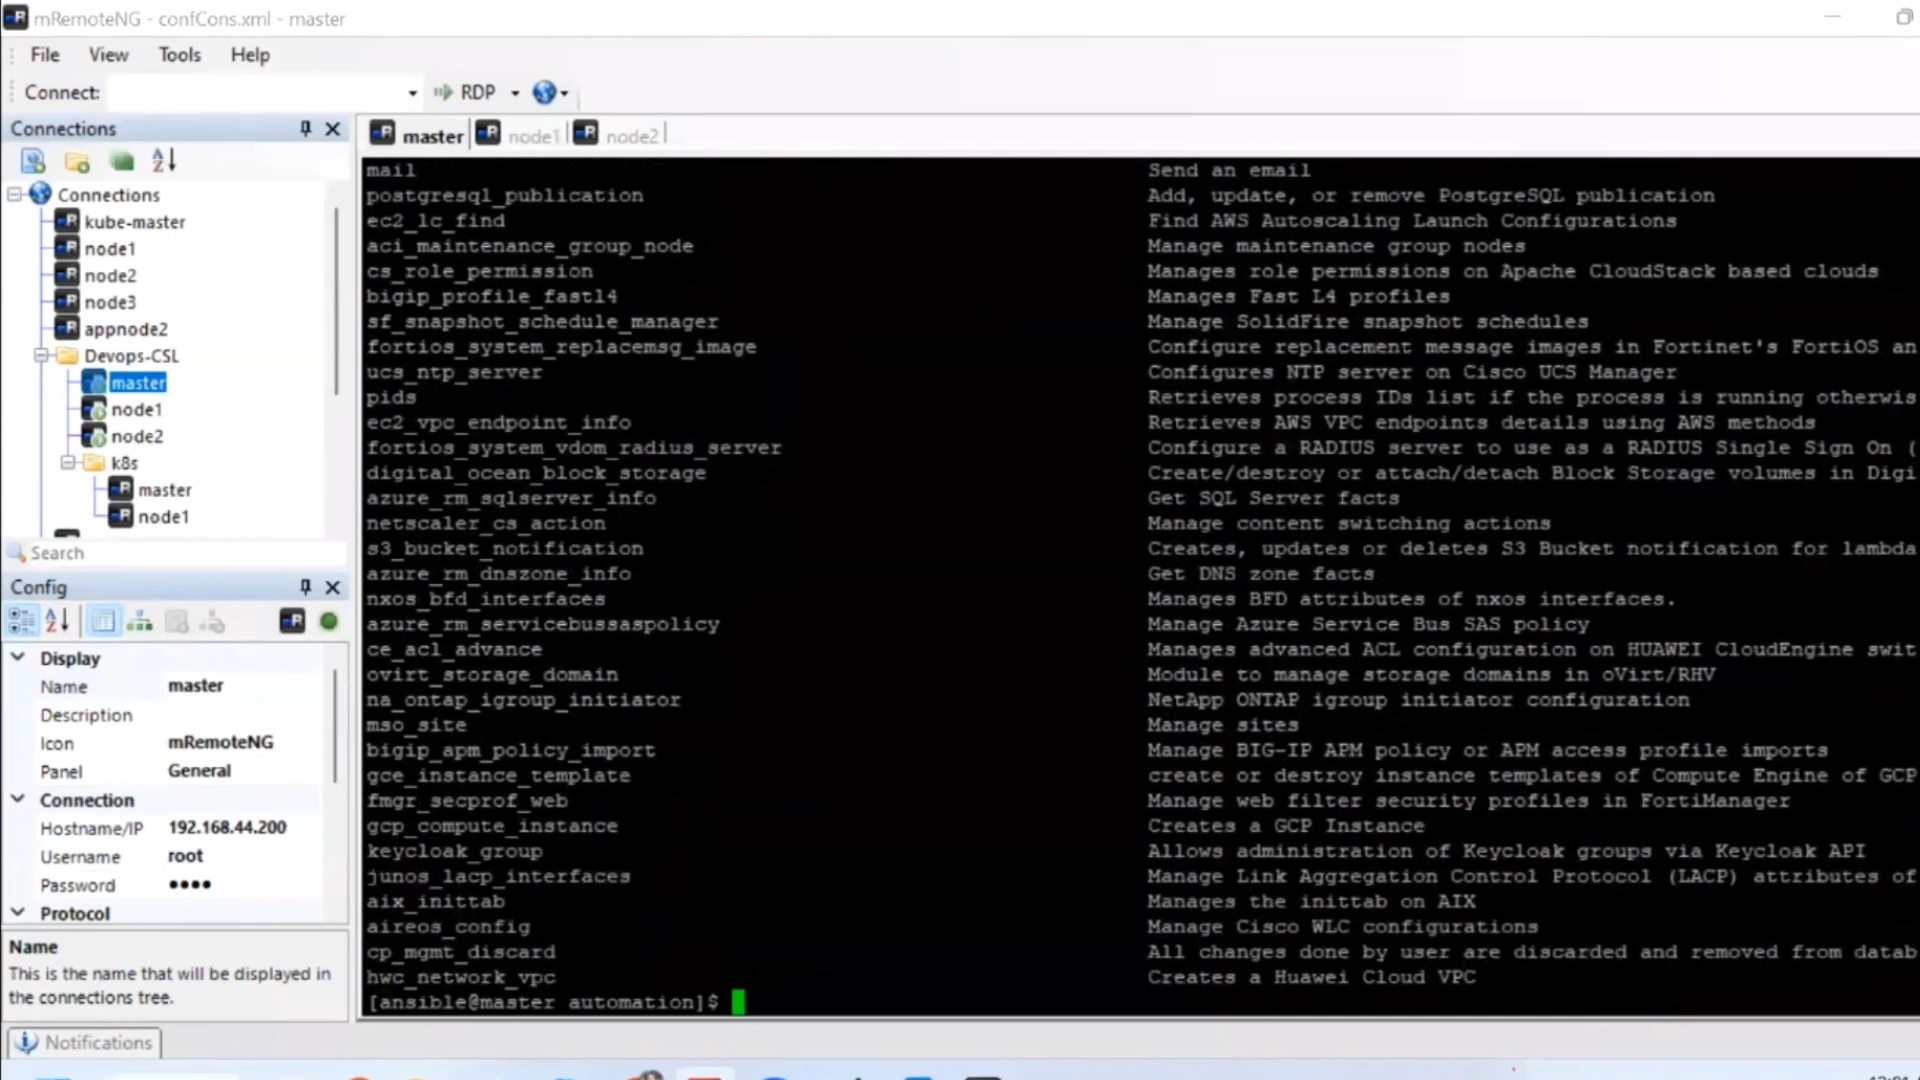 mRemoteNG - confCons.xml - master
File View Tools Help
Connect: RDP
Connections
master node1 node2
Connections
kube-master
node1
node2
node3
appnode2
Devops-CSL
master
node1
node2
k8s
master
node1
Search
Config
Display
Name master
Description
Icon mRemoteNG
Panel General
Connection
Hostname/IP 192.168.44.200
Username root
Password ••••
Protocol
Name
This is the name that will be displayed in
the connections tree.
Notifications
mail Send an email
postgresql_publication Add, update, or remove PostgreSQL publication
ec2_lc_find Find AWS Autoscaling Launch Configurations
aci_maintenance_group_node Manage maintenance group nodes
cs_role_permission Manages role permissions on Apache CloudStack based clouds
bigip_profile_fastl4 Manages Fast L4 profiles
sf_snapshot_schedule_manager Manage SolidFire snapshot schedules
fortios_system_replacemsg_image Configure replacement message images in Fortinet's FortiOS an
ucs_ntp_server Configures NTP server on Cisco UCS Manager
pids Retrieves process IDs list if the process is running otherwis
ec2_vpc_endpoint_info Retrieves AWS VPC endpoints details using AWS methods
fortios_system_vdom_radius_server Configure a RADIUS server to use as a RADIUS Single Sign On (
digital_ocean_block_storage Create/destroy or attach/detach Block Storage volumes in Digi
azure_rm_sqlserver_info Get SQL Server facts
netscaler_cs_action Manage content switching actions
s3_bucket_notification Creates, updates or deletes S3 Bucket notification for lambda
azure_rm_dnszone_info Get DNS zone facts
nxos_bfd_interfaces Manages BFD attributes of nxos interfaces.
azure_rm_servicebussaspolicy Manage Azure Service Bus SAS policy
ce_acl_advance Manages advanced ACL configuration on HUAWEI CloudEngine swit
ovirt_storage_domain Module to manage storage domains in oVirt/RHV
na_ontap_igroup_initiator NetApp ONTAP igroup initiator configuration
mso_site Manage sites
bigip_apm_policy_import Manage BIG-IP APM policy or APM access profile imports
gce_instance_template create or destroy instance templates of Compute Engine of GCP
fmgr_secprof_web Manage web filter security profiles in FortiManager
gcp_compute_instance Creates a GCP Instance
keycloak_group Allows administration of Keycloak groups via Keycloak API
junos_lacp_interfaces Manage Link Aggregation Control Protocol (LACP) attributes of
aix_inittab Manages the inittab on AIX
aireos_config Manage Cisco WLC configurations
cp_mgmt_discard All changes done by user are discarded and removed from datab
hwc_network_vpc Creates a Huawei Cloud VPC
[ansible@master automation]$